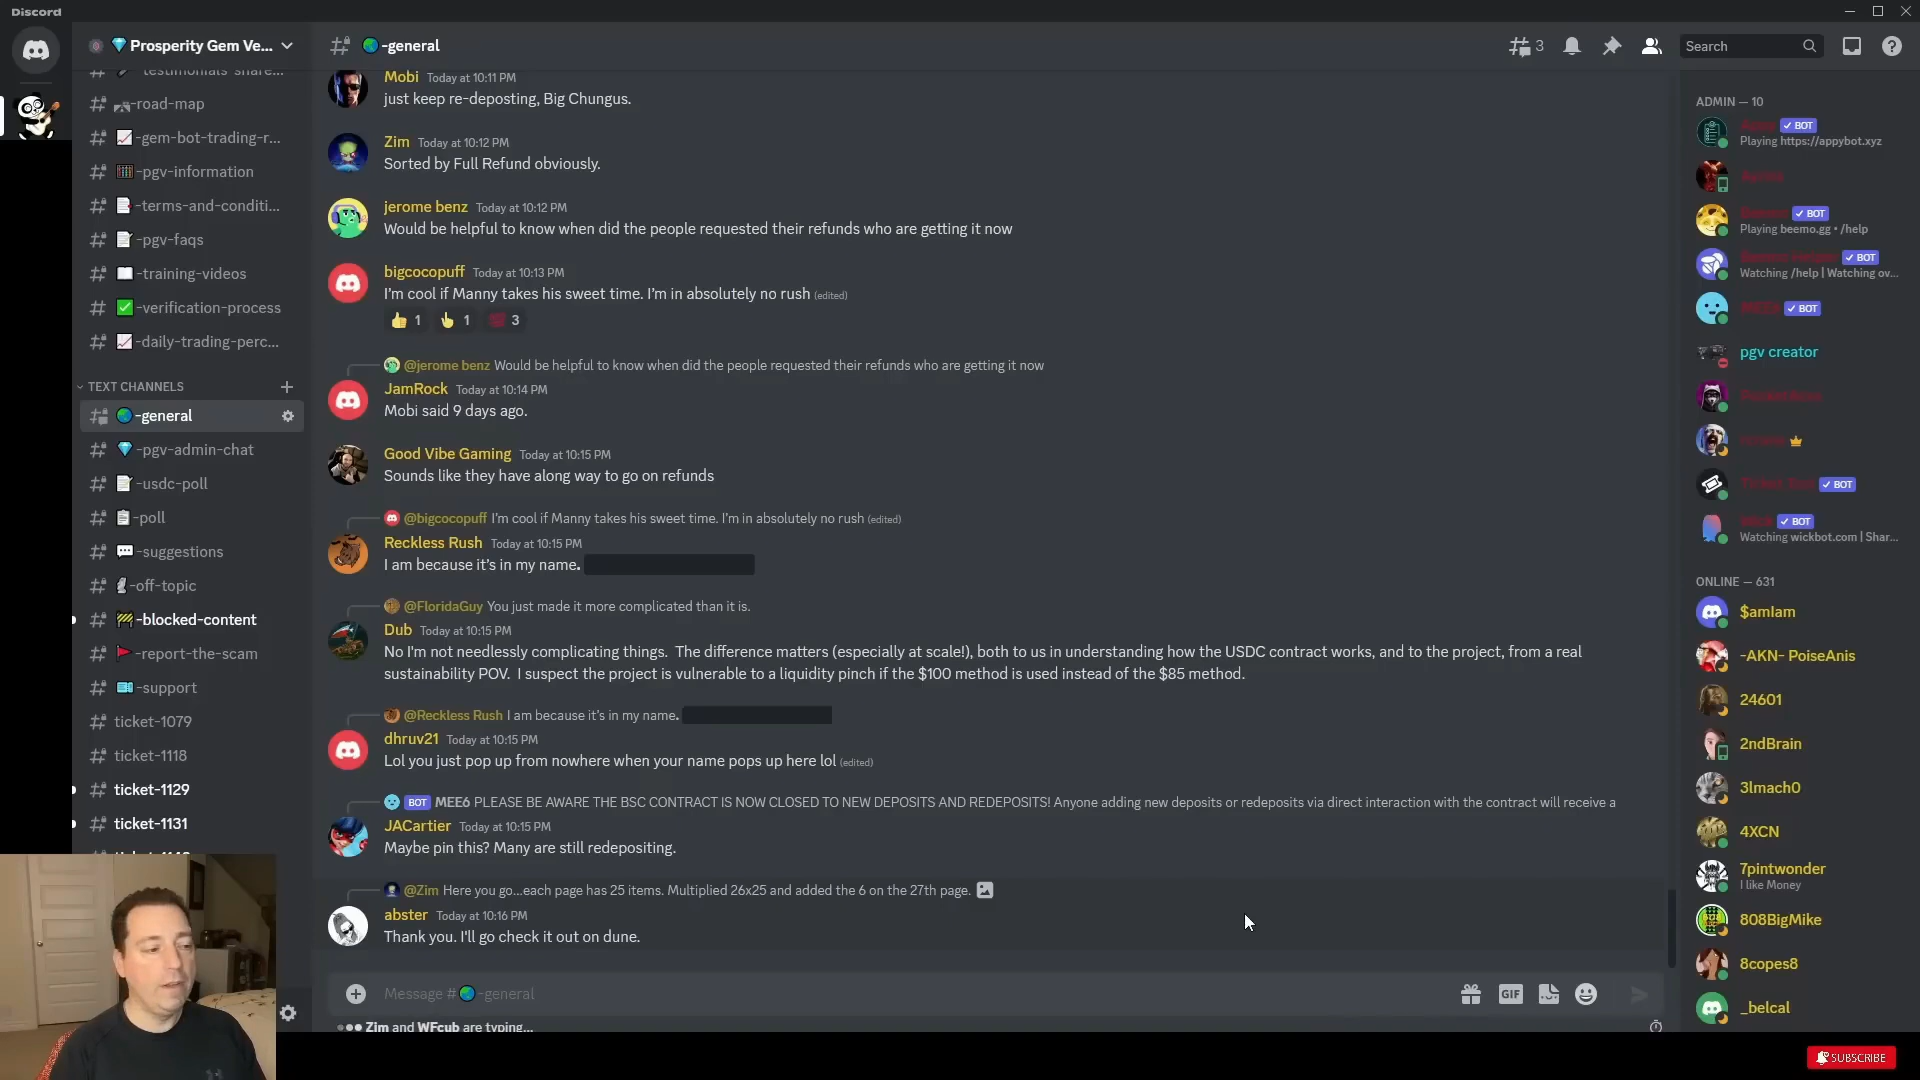 Discord
Prosperity Gem Ve...
road-map
-gem-bot-trading-r...
-pgv-information
-terms-and-conditi...
-pgv-faqs
-training-videos
-verification-process
-daily-trading-perc...
TEXT CHANNELS
-general
-pgv-admin-chat
-usdc-poll
-poll
-suggestions
-off-topic
-blocked-content
-report-the-scam
-support
ticket-1079
ticket-1118
ticket-1129
ticket-1131
-general
3
Search
Mobi Today at 10:11 PM
just keep re-deposting, Big Chungus.
Zim Today at 10:12 PM
Sorted by Full Refund obviously.
jerome benz Today at 10:12 PM
Would be helpful to know when did the people requested their refunds who are getting it now
bigcocopuff Today at 10:13 PM
I'm cool if Manny takes his sweet time. I'm in absolutely no rush (edited)
1 1 3
@jerome benz Would be helpful to know when did the people requested their refunds who are getting it now
JamRock Today at 10:14 PM
Mobi said 9 days ago.
Good Vibe Gaming Today at 10:15 PM
Sounds like they have along way to go on refunds
@bigcocopuff I'm cool if Manny takes his sweet time. I'm in absolutely no rush (edited)
Reckless Rush Today at 10:15 PM
I am because it's in my name.
@FloridaGuy You just made it more complicated than it is.
Dub Today at 10:15 PM
No I'm not needlessly complicating things. The difference matters (especially at scale!), both to us in understanding how the USDC contract works, and to the project, from a real
sustainability POV. I suspect the project is vulnerable to a liquidity pinch if the $100 method is used instead of the $85 method.
@Reckless Rush I am because it's in my name.
dhruv21 Today at 10:15 PM
Lol you just pop up from nowhere when your name pops up here lol (edited)
BOT MEE6 PLEASE BE AWARE THE BSC CONTRACT IS NOW CLOSED TO NEW DEPOSITS AND REDEPOSITS! Anyone adding new deposits or redeposits via direct interaction with the contract will receive a
JACartier Today at 10:15 PM
Maybe pin this? Many are still redepositing.
@Zim Here you go...each page has 25 items. Multiplied 26x25 and added the 6 on the 27th page.
abster Today at 10:16 PM
Thank you. I'll go check it out on dune.
Message # -general
GIF
Zim and WFcub are typing...
ADMIN — 10
BOT
Playing https://appybot.xyz
BOT
Playing beemo.gg • /help
BOT
Watching /help | Watching ov...
MEE6 BOT
pgv creator
BOT
BOT
Watching wickbot.com | Shar...
ONLINE — 631
$amIam
-AKN- PoiseAnis
24601
2ndBrain
3lmach0
4XCN
7pintwonder
I like Money
808BigMike
8copes8
_belcal
SUBSCRIBE